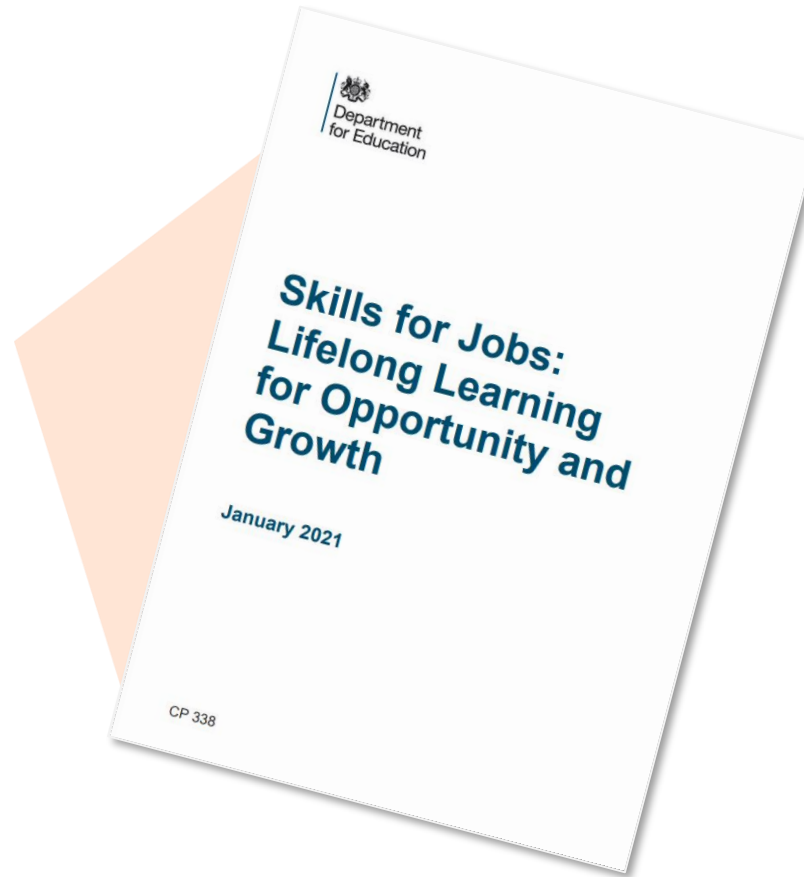 Department
for Education
Skills for Jobs:
Lifelong Learning
for Opportunity and
Growth
January 2021
CP 338